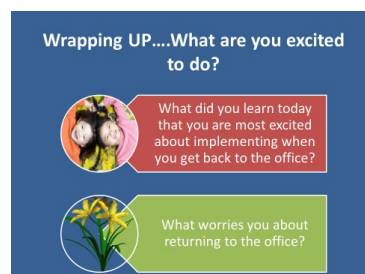 Wrapping UP....What are you excited
to do?
What did you learn today
that you are most excited
about implementing when
you get back to the office?
What worries you about
returning to the office?